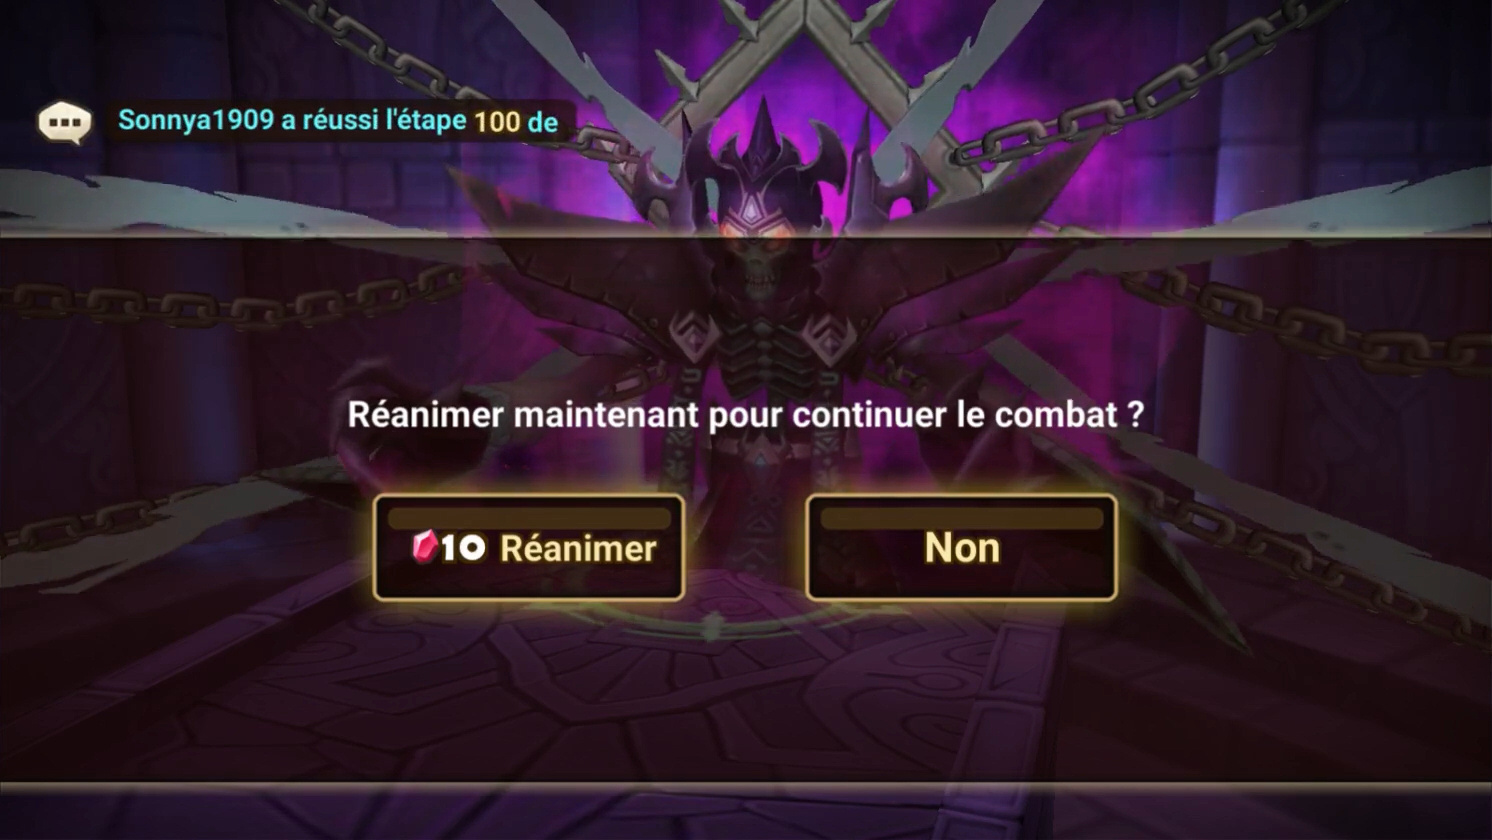 Sonnya1909 a réussi l'étape 100 de
Réanimer maintenant pour continuer le combat ?
10 Réanimer
Non